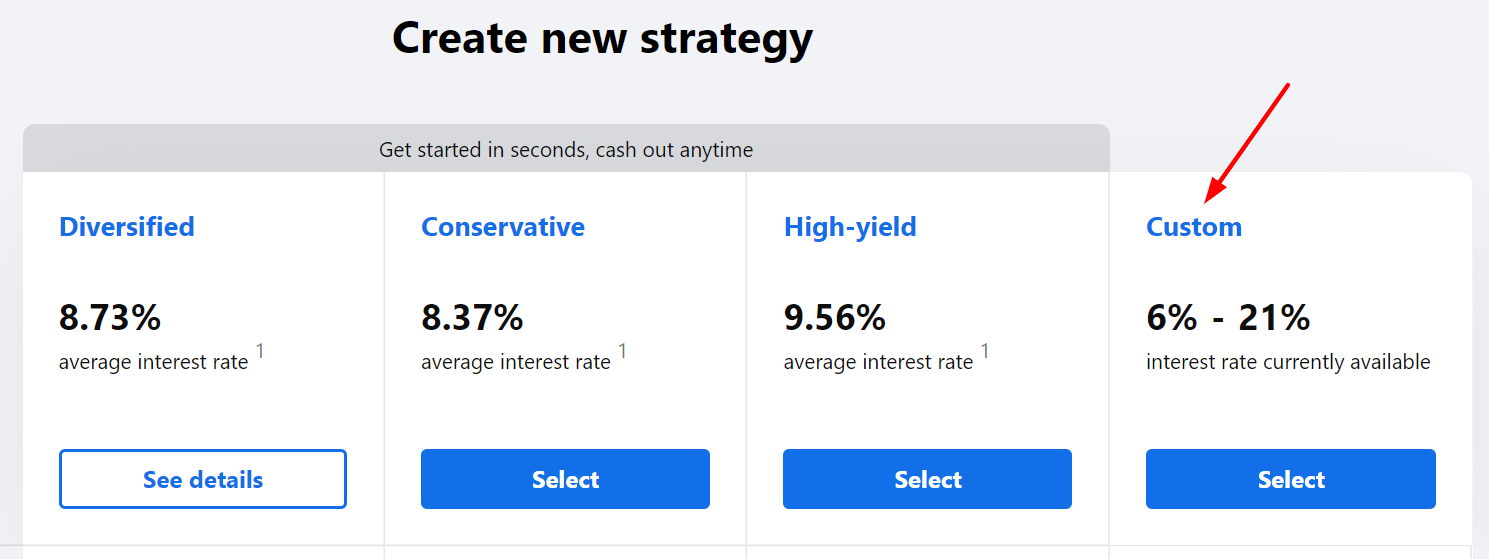 Create new strategy
Get started in seconds, cash out anytime
Diversified
8.73%
average interest rate 1
See details
Conservative
8.37%
average interest rate 1
Select
High-yield
9.56%
average interest rate 1
Select
Custom
6% - 21%
interest rate currently available
Select